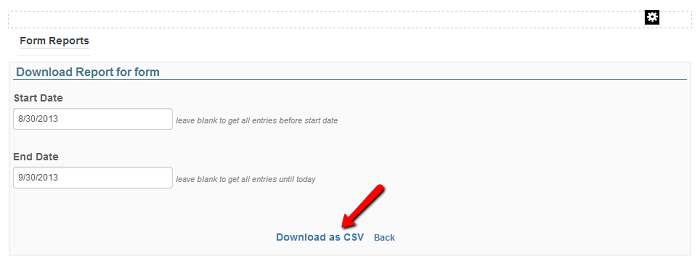 Form Reports
Download Report for form
Start Date
8/30/2013 leave blank to get all entries before start date
End Date
9/30/2013 leave blank to get all entries until today
Download as CSV Back